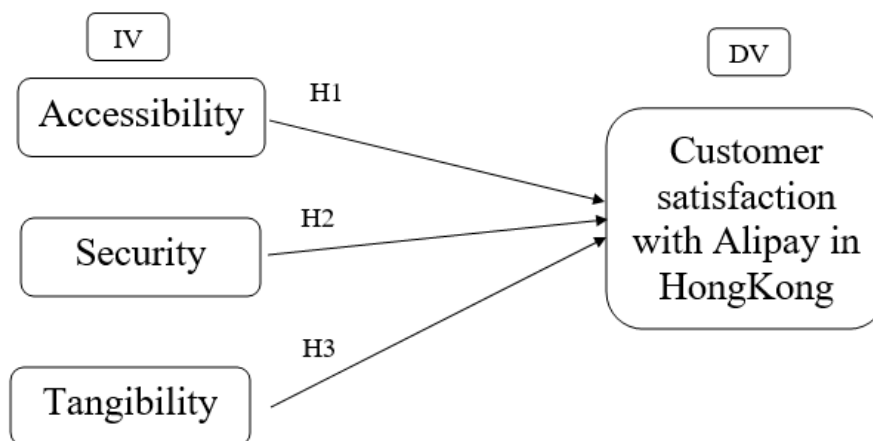 IV
DV
Accessibility
H1
Security
H2
Tangibility
H3
Customer
satisfaction
with Alipay in
HongKong